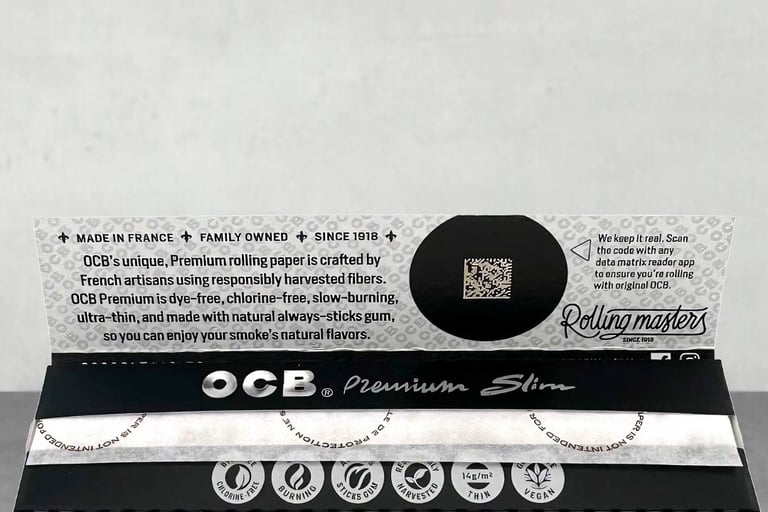 MADE IN FRANCE FAMILY OWNED SINCE 1918
OCB's unique, Premium rolling paper is crafted by
French artisans using responsibly harvested fibers.
OCB Premium is dye-free, chlorine-free, slow-burning,
ultra-thin, and made with natural always-sticks gum,
so you can enjoy your smoke's natural flavors.
We keep it real. Scan
the code with any
data matrix reader app
to ensure you're rolling
with original OCB.
Rolling masters
SINCE 1918
OCB® Premium Slim
IS NOT INTENDED
DE PROTECTION
IS NOT INTENDED
CHLORINE-FREE
BURNING
STICKS GUM
HARVESTED
14g/m²
THIN
VEGAN